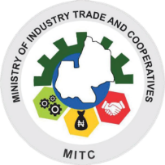 MINISTRY OF INDUSTRY TRADE AND COOPERATIVES
MITC